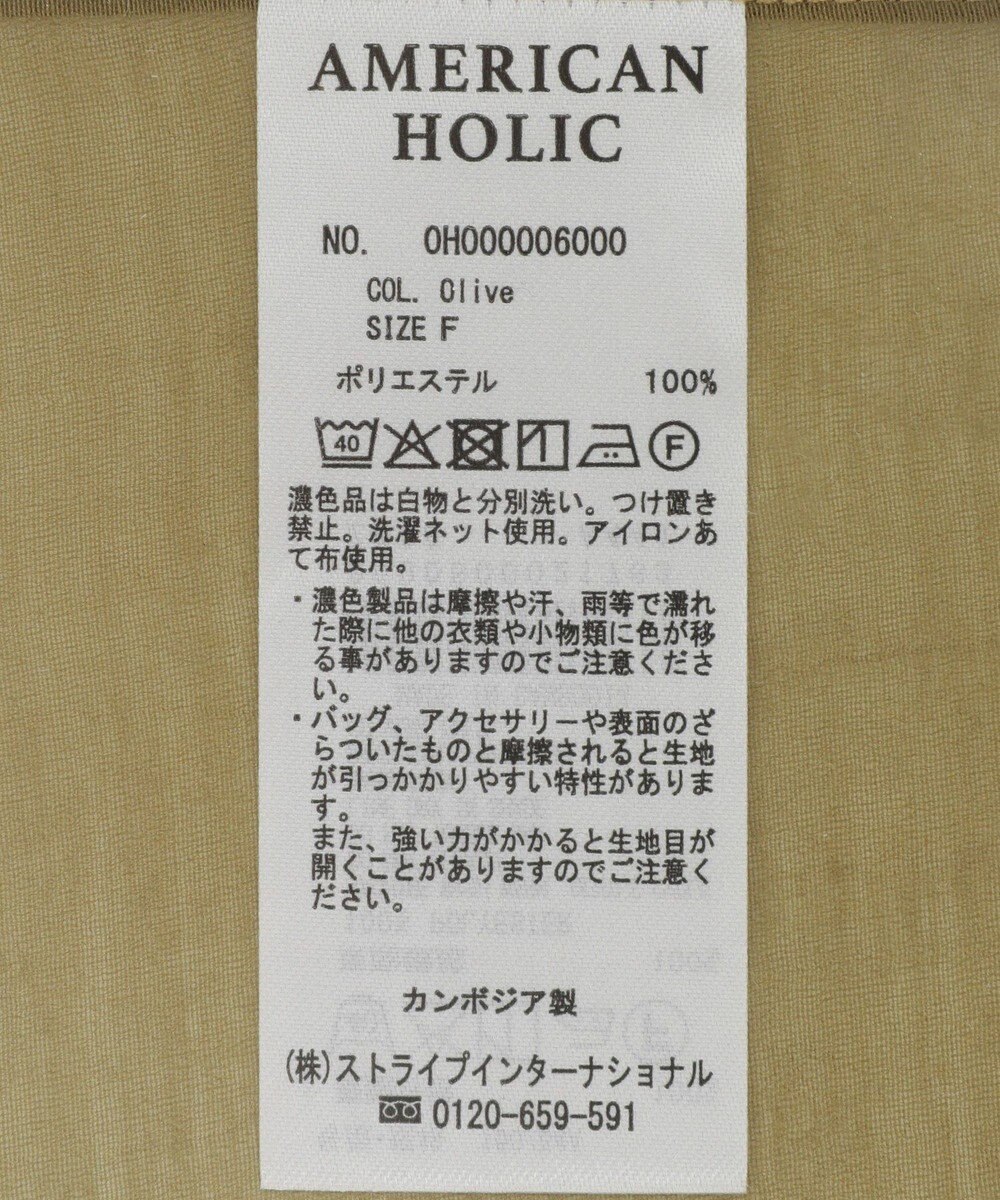 AMERICAN
HOLIC
NO. 0H000006000
COL. Olive
SIZE F
ポリエステル 100%
40 F
濃色品は白物と分別洗い。つけ置き
禁止。洗濯ネット使用。アイロンあ
て布使用。
・濃色製品は摩擦や汗、雨等で濡れ
た際に他の衣類や小物類に色が移
る事がありますのでご注意くださ
い。
・バッグ、アクセサリーや表面のざ
らついたものと摩擦されると生地
が引っかかりやすい特性がありま
す。
また、強い力がかかると生地目が
開くことがありますのでご注意く
ださい。
カンボジア製
(株)ストライプインターナショナル
0120-659-591